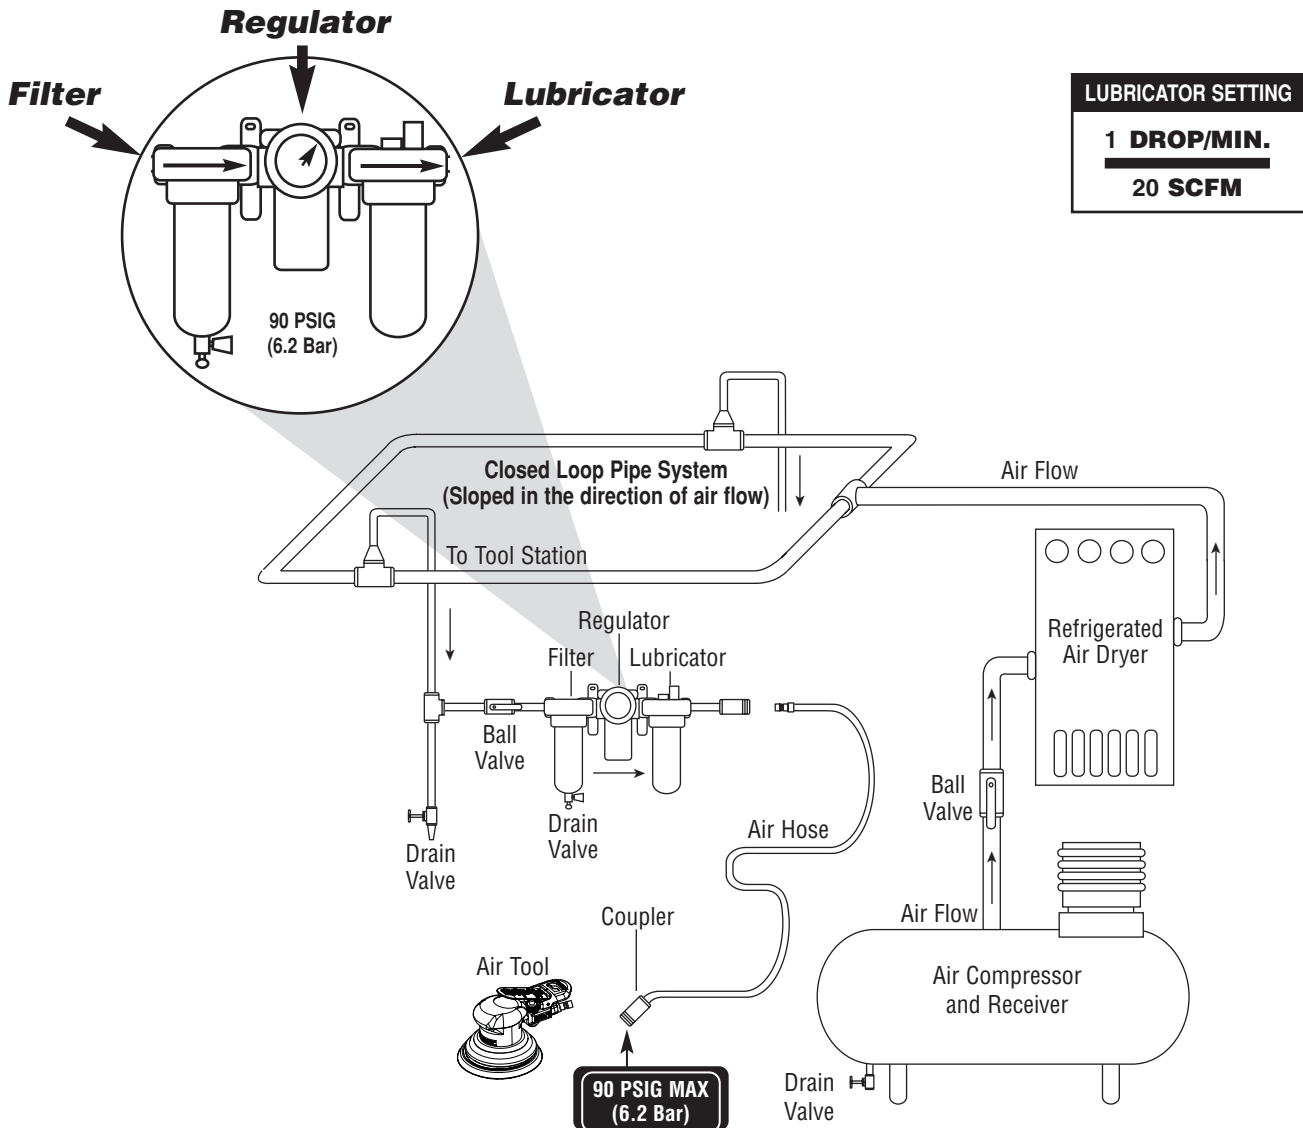 Regulator
Filter
Lubricator
LUBRICATOR SETTING
1 DROP/MIN.
20 SCFM
90 PSIG
(6.2 Bar)
Closed Loop Pipe System
(Sloped in the direction of air flow)
Air Flow
To Tool Station
Regulator
Filter
Lubricator
Refrigerated
Air Dryer
Ball
Valve
Drain
Valve
Drain
Valve
Air Hose
Ball
Valve
Air Flow
Coupler
Air Tool
Air Compressor
and Receiver
90 PSIG MAX
(6.2 Bar)
Drain
Valve